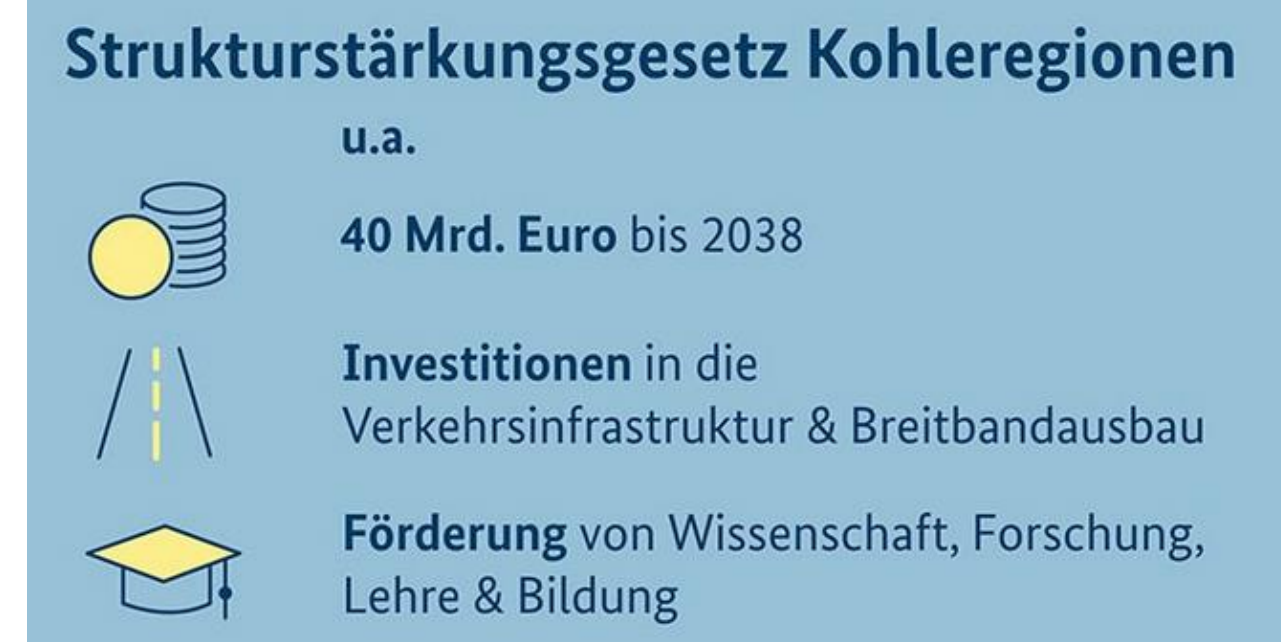 Strukturstärkungsgesetz Kohleregionen
u.a.
40 Mrd. Euro bis 2038
Investitionen in die
Verkehrsinfrastruktur & Breitbandausbau
Förderung von Wissenschaft, Forschung,
Lehre & Bildung